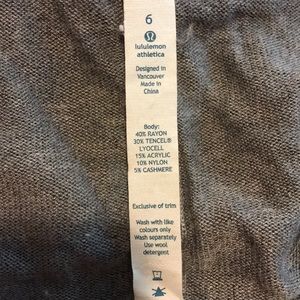 6
lululemon
athletica
Designed in
Vancouver
Made in
China
Body:
40% RAYON
30% TENCEL®
LYOCELL
15% ACRYLIC
10% NYLON
5% CASHMERE
Exclusive of trim
Wash with like
colours only
Wash separately
Use wool
detergent